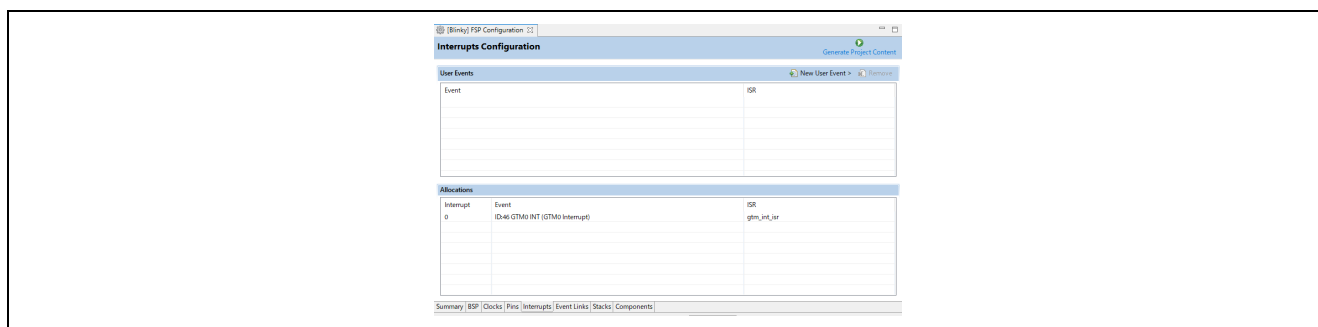 [Blinky] FSP Configuration
Interrupts Configuration
Generate Project Content
User Events
New User Event > Remove
Event ISR
Allocations
Interrupt Event ISR
0 ID:46 GTM0 INT (GTM0 Interrupt) gtm_int_isr
Summary BSP Clocks Pins Interrupts Event Links Stacks Components